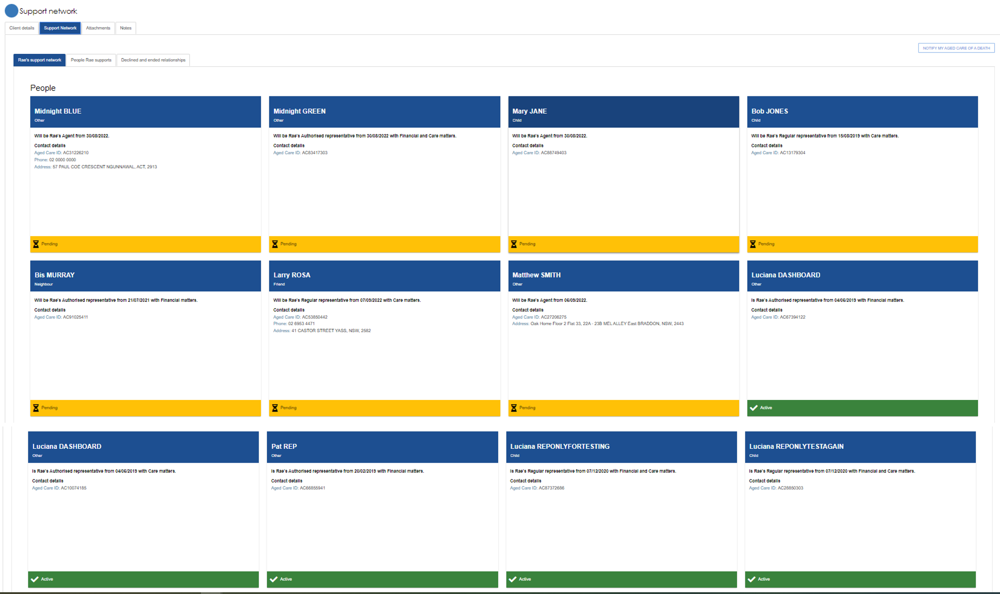 Support network
Client details
Support Network
Attachments
Notes
NOTIFY MY AGED CARE OF A DEATH
Rae's support network
People Rae supports
Declined and ended relationships
People
Midnight BLUE
Other
Will be Rae's Agent from 30/08/2022.
Contact details
Aged Care ID: AC31226210
Phone: 02 0000 0000
Address: 57 PAUL COE CRESCENT NGUNNAWAL, ACT, 2913
Pending
Midnight GREEN
Other
Will be Rae's Authorised representative from 30/08/2022 with Financial and Care matters.
Contact details
Aged Care ID: AC83417303
Pending
Mary JANE
Child
Will be Rae's Agent from 30/08/2022.
Contact details
Aged Care ID: AC88749403
Pending
Bob JONES
Child
Will be Rae's Regular representative from 15/08/2019 with Care matters.
Contact details
Aged Care ID: AC13179304
Pending
Bis MURRAY
Neighbour
Will be Rae's Authorised representative from 21/07/2021 with Financial matters.
Contact details
Aged Care ID: AC91025411
Pending
Larry ROSA
Friend
Will be Rae's Regular representative from 07/09/2022 with Care matters.
Contact details
Aged Care ID: AC53850442
Phone: 02 6953 4471
Address: 41 CASTOR STREET YASS, NSW, 2582
Pending
Matthew SMITH
Other
Will be Rae's Agent from 06/09/2022.
Contact details
Aged Care ID: AC27206275
Address: Oak Home Floor 2 Flat 33, 22A - 23B MEL ALLEY East BRADDON, NSW, 2443
Pending
Luciana DASHBOARD
Other
Is Rae's Authorised representative from 04/06/2019 with Financial matters.
Contact details
Aged Care ID: AC67394122
Active
Luciana DASHBOARD
Other
Is Rae's Authorised representative from 04/06/2019 with Care matters.
Contact details
Aged Care ID: AC10074185
Active
Pat REP
Other
Is Rae's Authorised representative from 20/02/2019 with Financial matters.
Contact details
Aged Care ID: AC66855941
Active
Luciana REPONLYFORTESTING
Child
Is Rae's Regular representative from 07/12/2020 with Financial and Care matters.
Contact details
Aged Care ID: AC87372686
Active
Luciana REPONLYTESTAGAIN
Child
Is Rae's Regular representative from 07/12/2020 with Financial and Care matters.
Contact details
Aged Care ID: AC28850303
Active